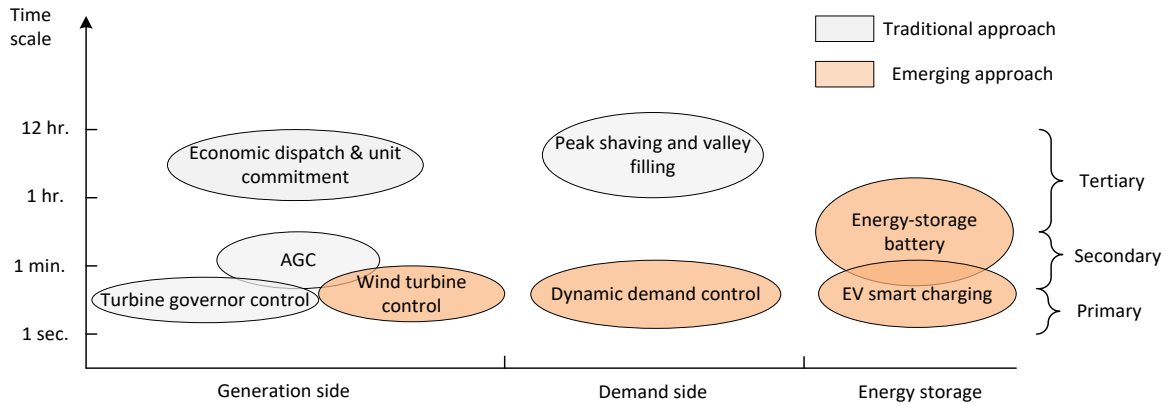 Time
scale
Traditional approach
Emerging approach
12 hr.
1 hr.
1 min.
1 sec.
Economic dispatch & unit
commitment
Peak shaving and valley
filling
Energy-storage
battery
AGC
Wind turbine
control
Turbine governor control
Dynamic demand control
EV smart charging
Tertiary
Secondary
Primary
Generation side
Demand side
Energy storage